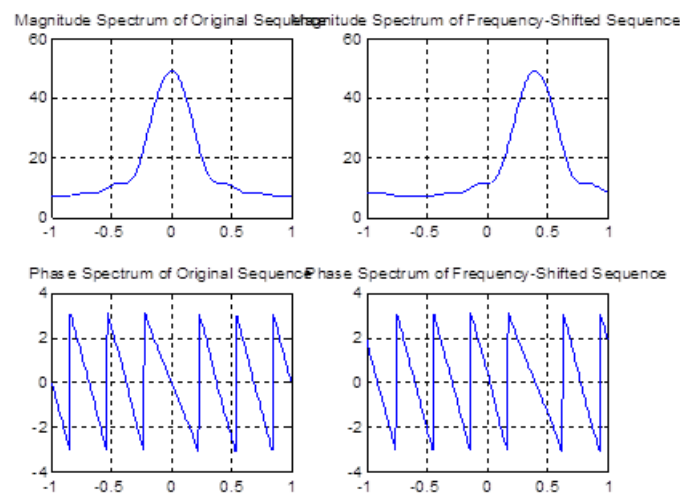 Magnitude Spectrum of Original Sequence
Magnitude Spectrum of Frequency-Shifted Sequence
60
40
20
0
-1 -0.5 0 0.5 1
60
40
20
0
-1 -0.5 0 0.5 1
Phase Spectrum of Original Sequence
Phase Spectrum of Frequency-Shifted Sequence
4
2
0
-2
-4
-1 -0.5 0 0.5 1
4
2
0
-2
-4
-1 -0.5 0 0.5 1